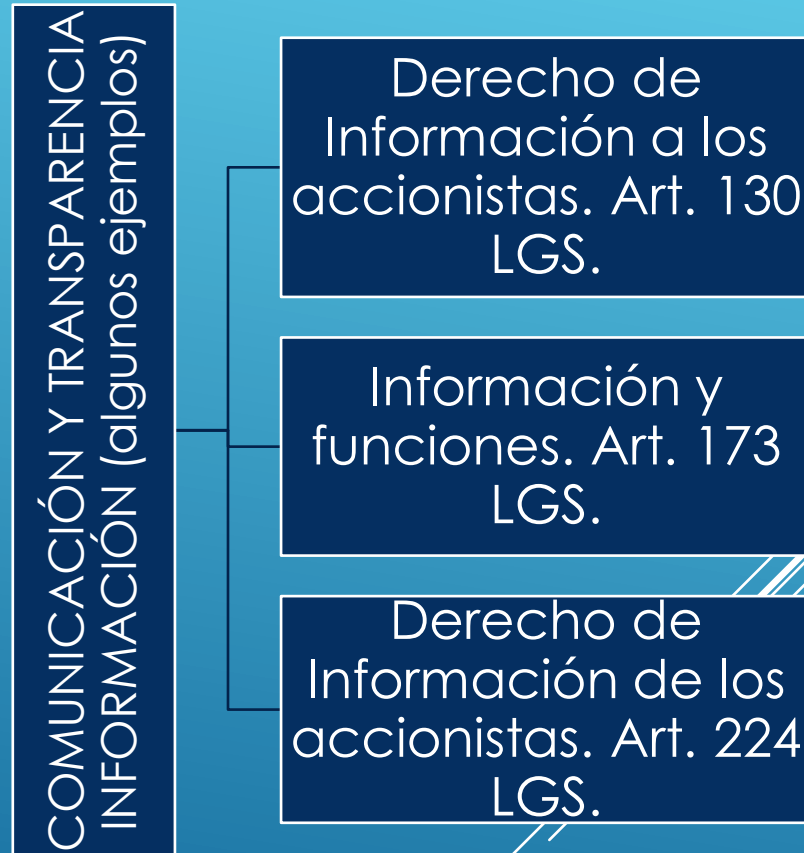 COMUNICACIÓN Y TRANSPARENCIA
INFORMACIÓN (algunos ejemplos)
Derecho de
Información a los
accionistas. Art. 130
LGS.
Información y
funciones. Art. 173
LGS.
Derecho de
Información de los
accionistas. Art. 224
LGS.